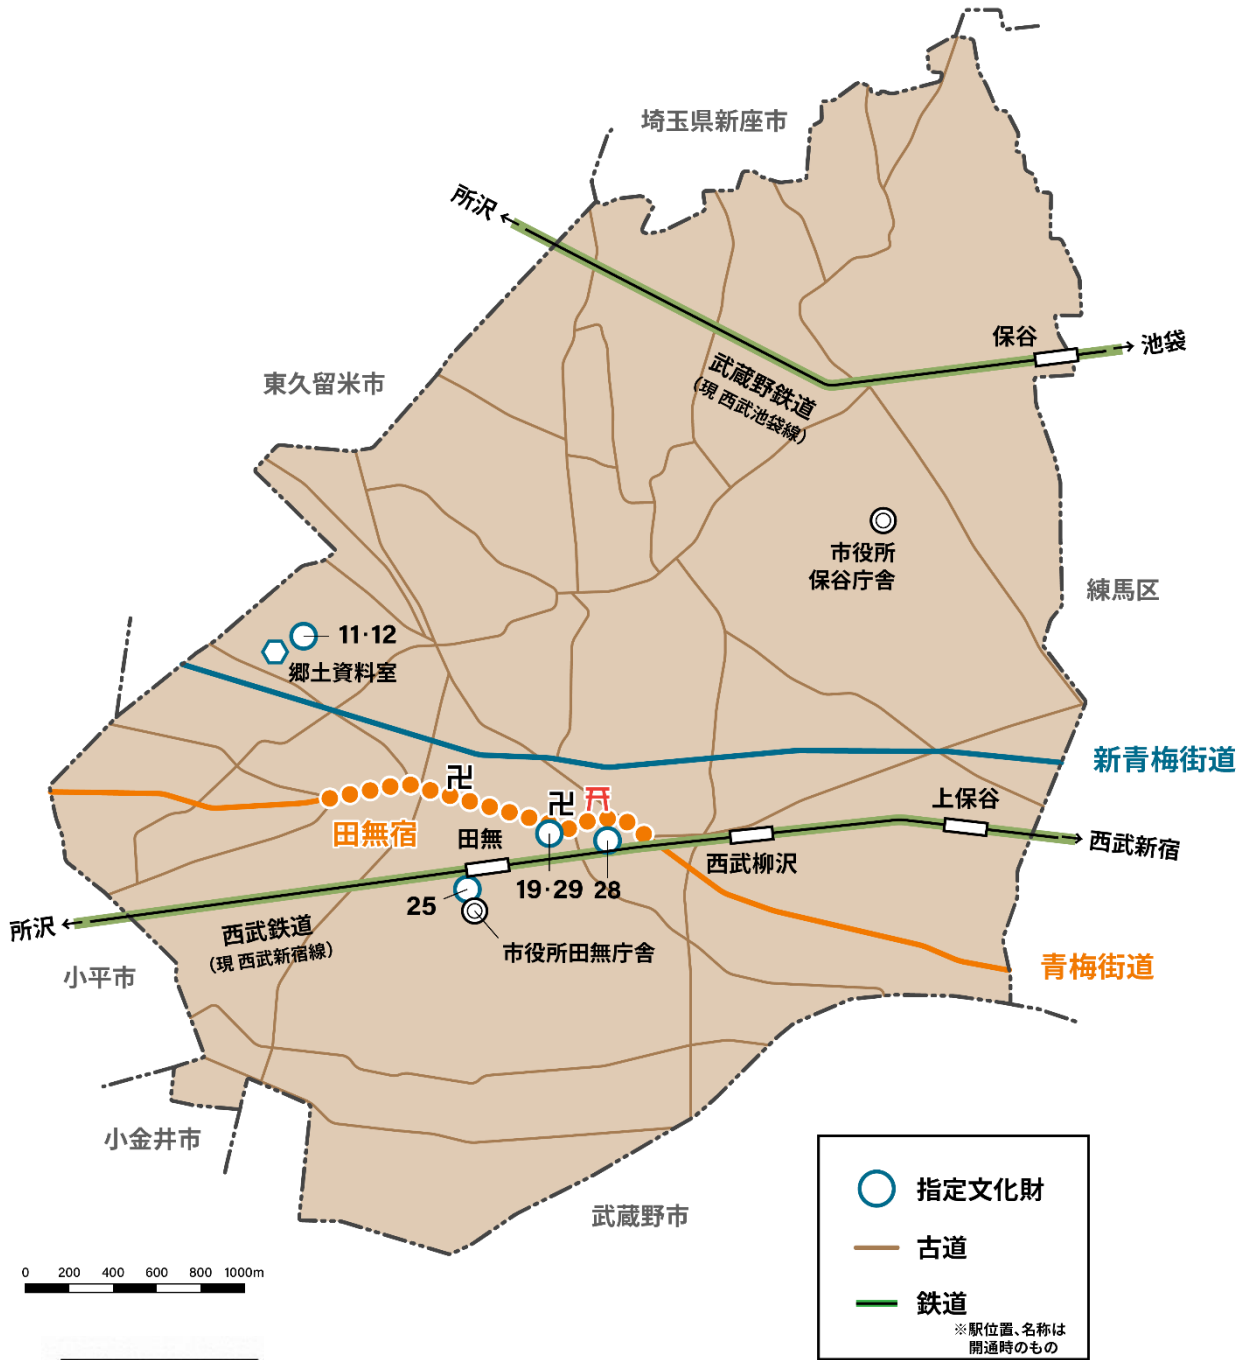 埼玉県新座市
所沢←
保谷
→池袋
武蔵野鉄道
(現 西武池袋線)
東久留米市
市役所
保谷庁舎
練馬区
11・12
郷土資料室
新青梅街道
卍
卍
上保谷
田無宿
田無
西武柳沢
→西武新宿
19・29
28
25
所沢←
西武鉄道
(現 西武新宿線)
市役所田無庁舎
青梅街道
小平市
小金井市
武蔵野市
指定文化財
古道
鉄道
※駅位置、名称は
開通時のもの
0 200 400 600 800 1000m